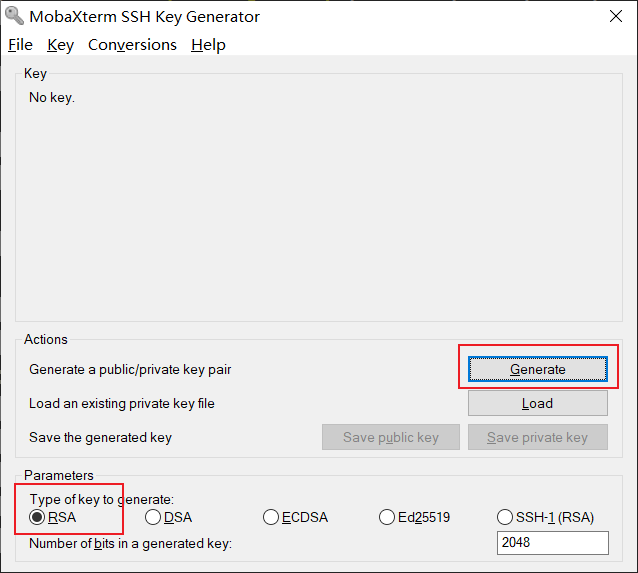 MobaXterm SSH Key Generator
File Key Conversions Help
Key
No key.
Actions
Generate a public/private key pair Generate
Load an existing private key file Load
Save the generated key Save public key Save private key
Parameters
Type of key to generate:
RSA DSA ECDSA Ed25519 SSH-1 (RSA)
Number of bits in a generated key: 2048